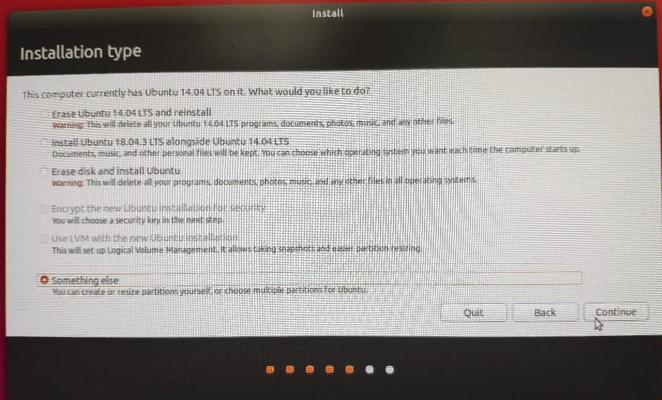 Install
Installation type
This computer currently has Ubuntu 14.04 LTS on it. What would you like to do?
Erase Ubuntu 14.04 LTS and reinstall
Warning: This will delete all your Ubuntu 14.04 LTS programs, documents, photos, music, and any other files.
Install Ubuntu 18.04.3 LTS alongside Ubuntu 14.04 LTS
Documents, music, and other personal files will be kept. You can choose which operating system you want each time the computer starts up.
Erase disk and install Ubuntu
Warning: This will delete all your programs, documents, photos, music, and any other files in all operating systems.
Encrypt the new Ubuntu installation for security
You will choose a security key in the next step.
Use LVM with the new Ubuntu installation
This will set up Logical Volume Management. It allows taking snapshots and easier partition resizing.
Something else
You can create or resize partitions yourself, or choose multiple partitions for Ubuntu.
Quit
Back
Continue